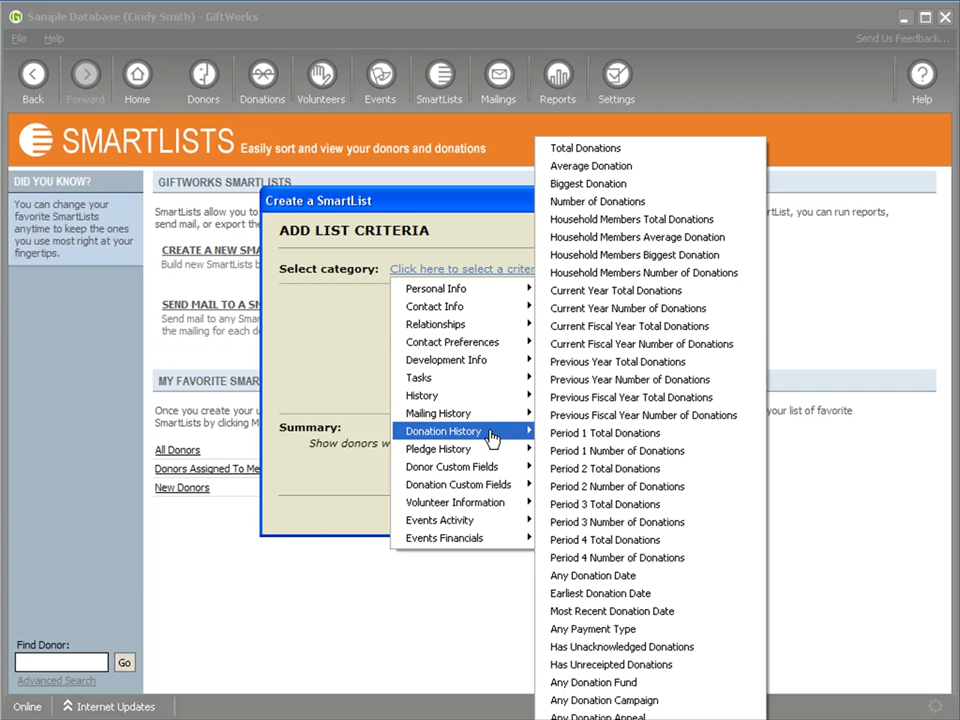 Sample Database (Cindy Smith) - GiftWorks
File Help Send Us Feedback...
Back Forward Home Donors Donations Volunteers Events SmartLists Mailings Reports Settings Help
SMARTLISTS Easily sort and view your donors and donations
DID YOU KNOW?
You can change your
favorite SmartLists
anytime to keep the ones
you use most right at your
fingertips.
GIFTWORKS SMARTLISTS
SmartLists allow you to
rtList, you can run reports,
send mail, or export the
CREATE A NEW SMA
Build new SmartLists b
SEND MAIL TO A S
Send mail to any Smar
the mailing for each d
MY FAVORITE SMAR
Once you create your u
your list of favorite
SmartLists by clicking M
All Donors
Donors Assigned To Me
New Donors
Create a SmartList
ADD LIST CRITERIA
Select category: Click here to select a criter
Summary:
Show donors w
Personal Info
Contact Info
Relationships
Contact Preferences
Development Info
Tasks
History
Mailing History
Donation History
Pledge History
Donor Custom Fields
Donation Custom Fields
Volunteer Information
Events Activity
Events Financials
Total Donations
Average Donation
Biggest Donation
Number of Donations
Household Members Total Donations
Household Members Average Donation
Household Members Biggest Donation
Household Members Number of Donations
Current Year Total Donations
Current Year Number of Donations
Current Fiscal Year Total Donations
Current Fiscal Year Number of Donations
Previous Year Total Donations
Previous Year Number of Donations
Previous Fiscal Year Total Donations
Previous Fiscal Year Number of Donations
Period 1 Total Donations
Period 1 Number of Donations
Period 2 Total Donations
Period 2 Number of Donations
Period 3 Total Donations
Period 3 Number of Donations
Period 4 Total Donations
Period 4 Number of Donations
Any Donation Date
Earliest Donation Date
Most Recent Donation Date
Any Payment Type
Has Unacknowledged Donations
Has Unreceipted Donations
Any Donation Fund
Any Donation Campaign
Any Donation Appeal
Find Donor:
Go
Advanced Search
Online Internet Updates